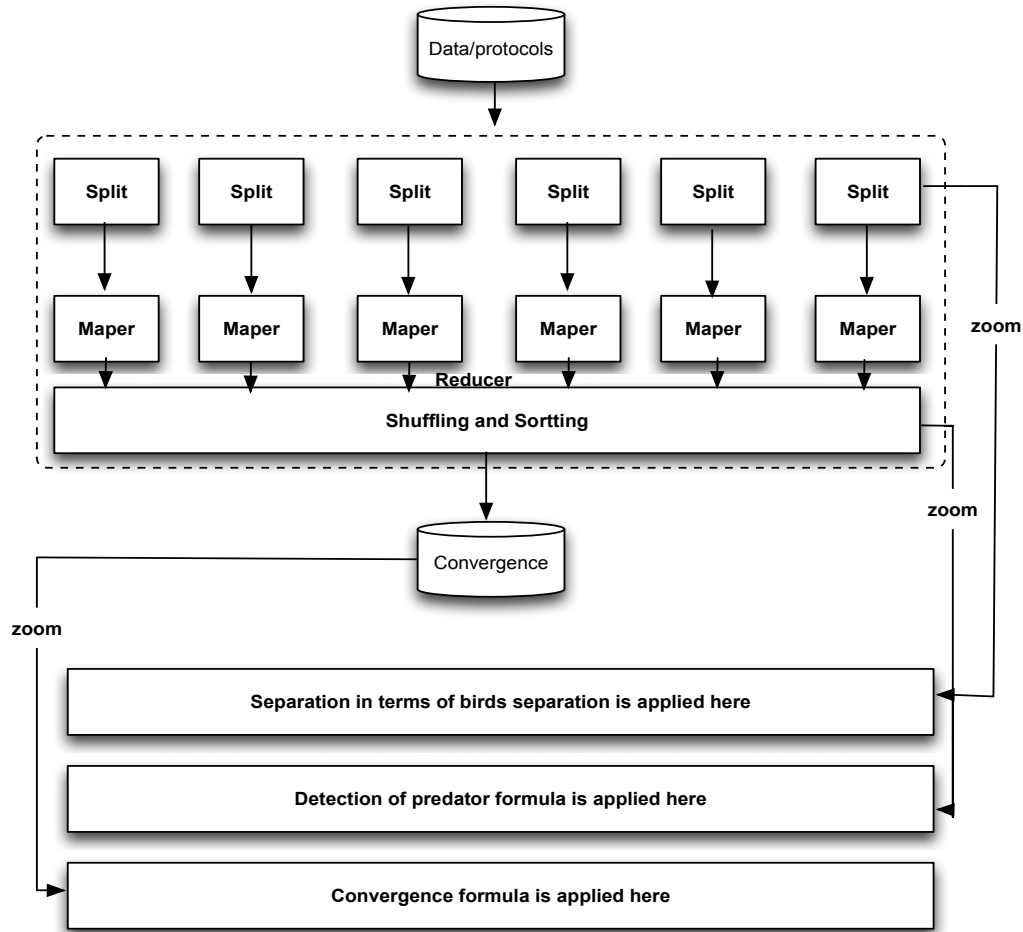 Data/protocols
Split Split Split Split Split Split
Maper Maper Maper Maper Maper Maper
zoom
Reducer
Shuffling and Sortting
zoom
Convergence
zoom
Separation in terms of birds separation is applied here
Detection of predator formula is applied here
Convergence formula is applied here